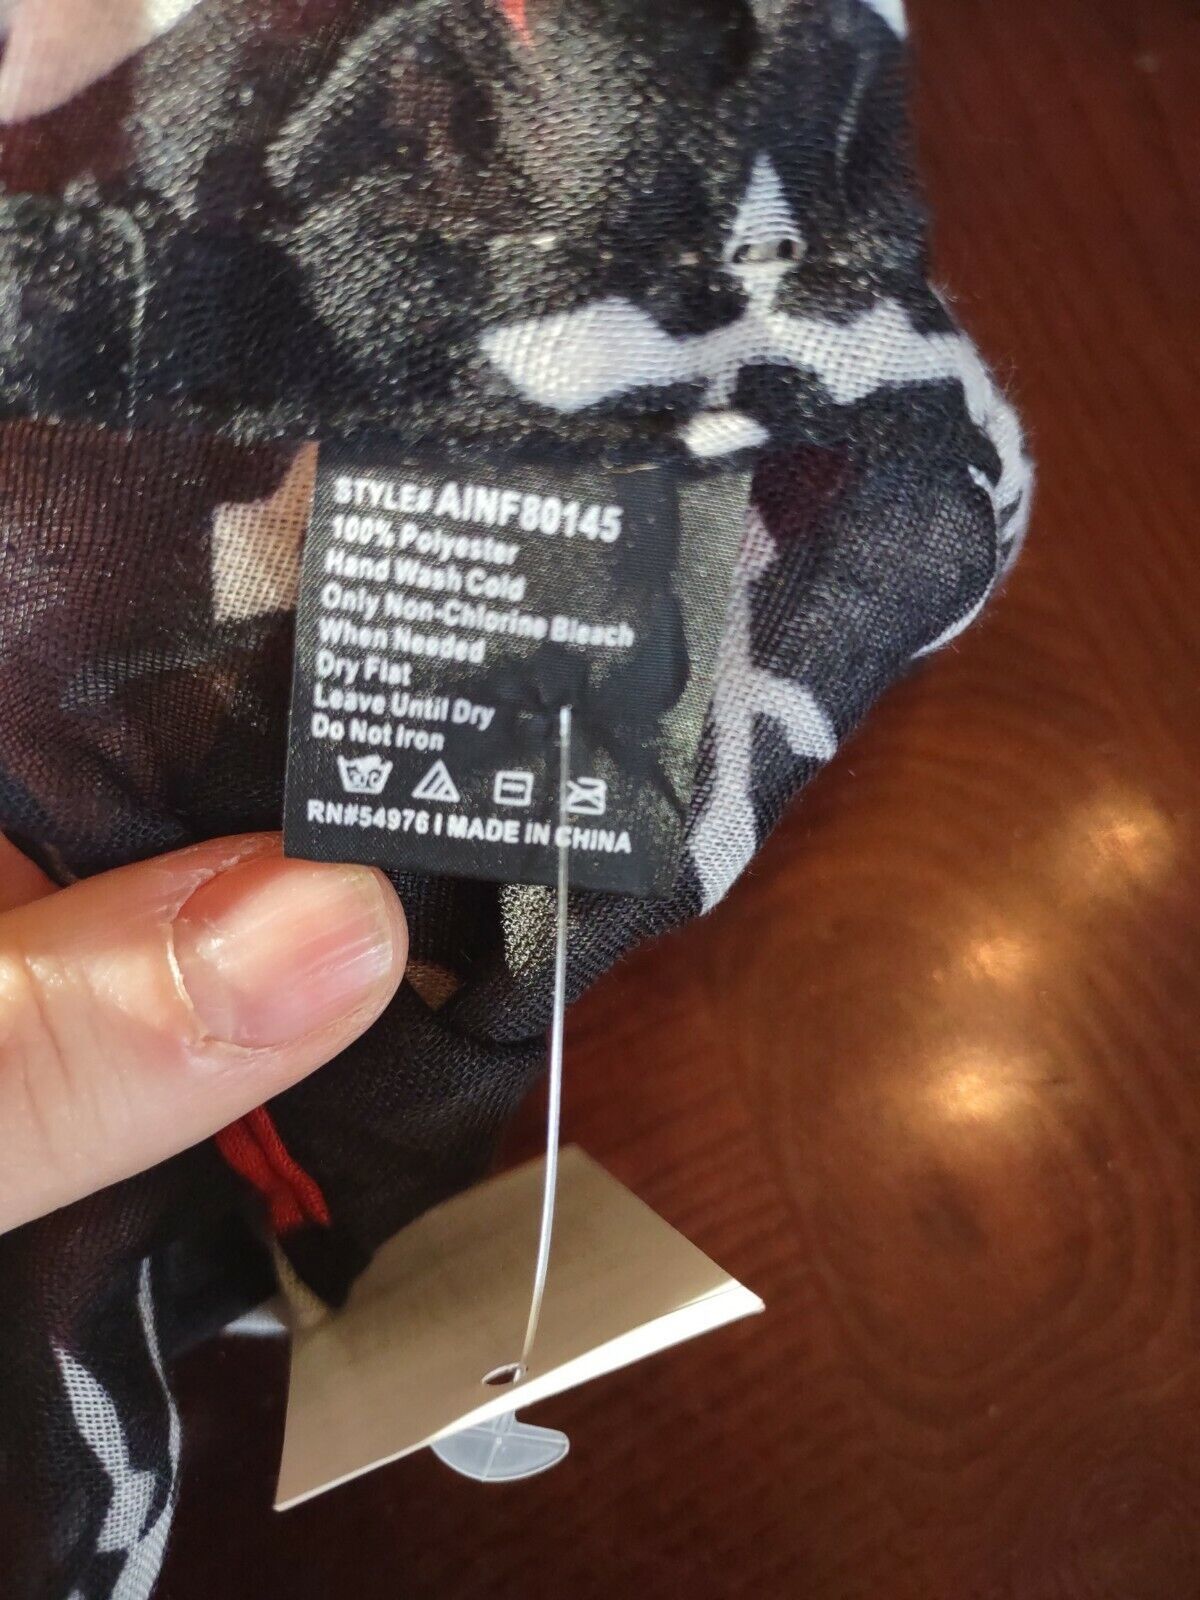 STYLE# AINF80145
100% Polyester
Hand Wash Cold
Only Non-Chlorine Bleach
When Needed
Dry Flat
Leave Until Dry
Do Not Iron
RN#54976 I MADE IN CHINA